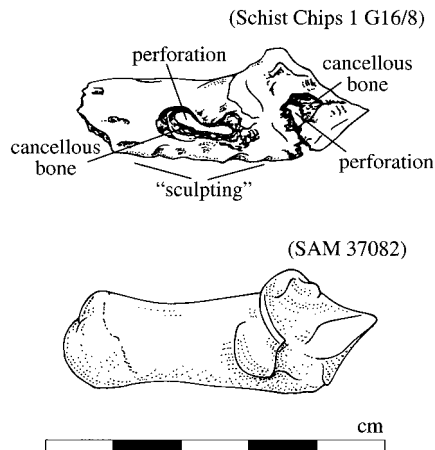 (Schist Chips 1 G16/8)
perforation
cancellous
bone
cancellous
bone
perforation
“sculpting”
(SAM 37082)
cm